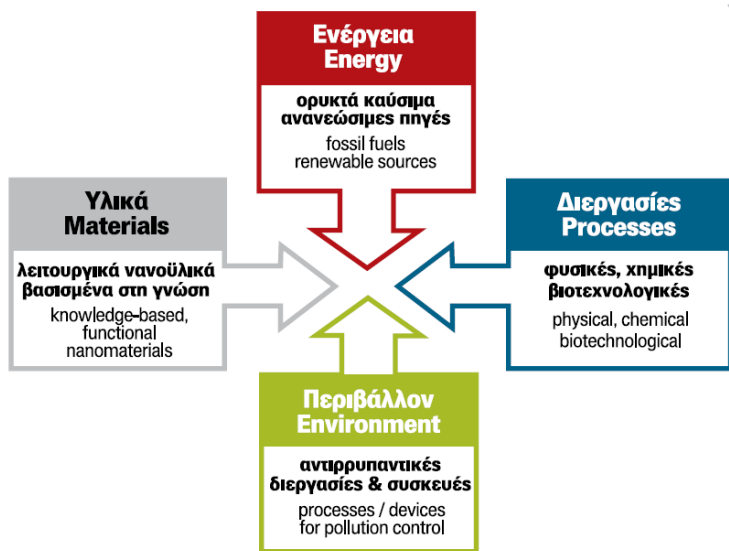 Ενέργεια
Energy
ορυκτά καύσιμα
ανανεώσιμες πηγές
fossil fuels
renewable sources
Υλικά
Materials
λειτουργικά νανοϋλικά
βασισμένα στη γνώση
knowledge-based,
functional
nanomaterials
Διεργασίες
Processes
φυσικές, χημικές
βιοτεχνολογικές
physical, chemical
biotechnological
Περιβάλλον
Environment
αντιρρυπαντικές
διεργασίες & συσκευές
processes / devices
for pollution control